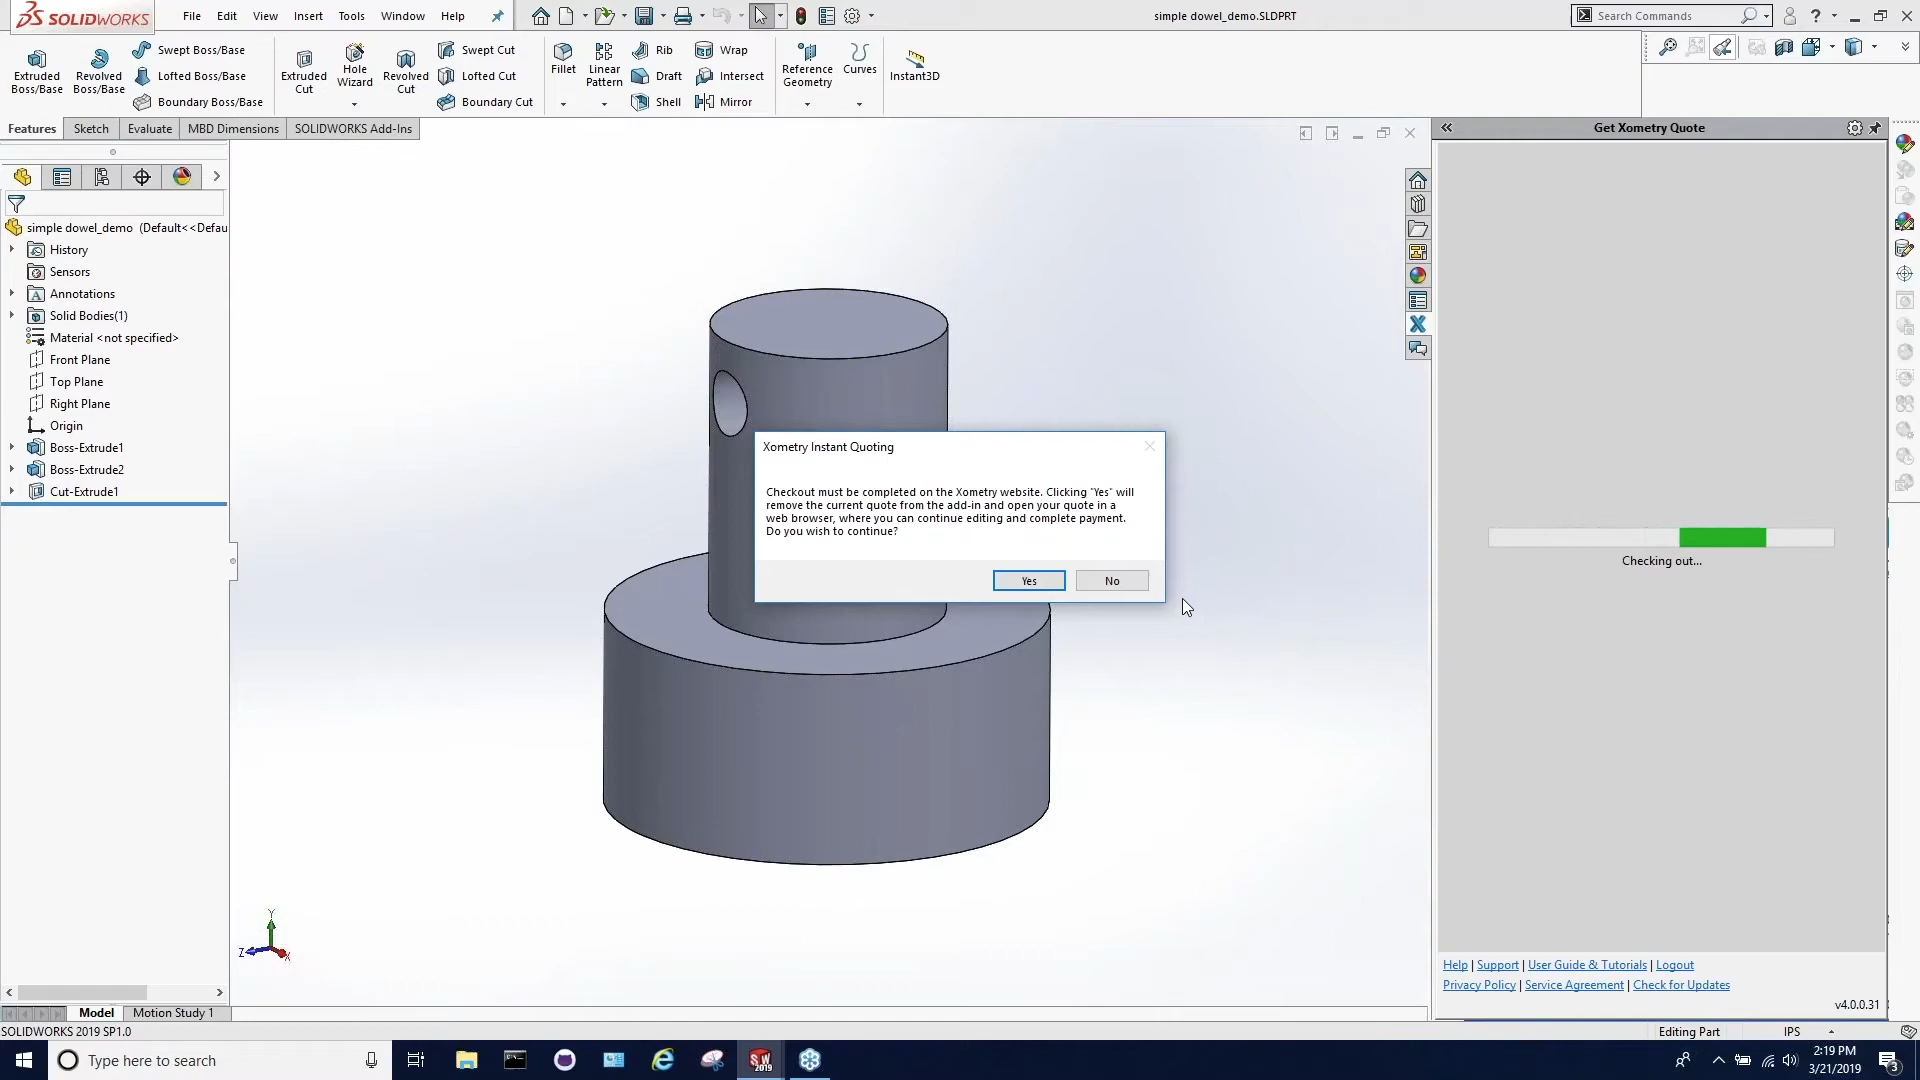 SOLIDWORKS
File Edit View Insert Tools Window Help
simple dowel_demo.SLDPRT
Search Commands
Extruded Boss/Base
Revolved Boss/Base
Swept Boss/Base
Lofted Boss/Base
Boundary Boss/Base
Extruded Cut
Hole Wizard
Revolved Cut
Swept Cut
Lofted Cut
Boundary Cut
Fillet
Linear Pattern
Rib
Draft
Shell
Wrap
Intersect
Mirror
Reference Geometry
Curves
Instant3D
Features Sketch Evaluate MBD Dimensions SOLIDWORKS Add-Ins
simple dowel_demo (Default<<Defau
History
Sensors
Annotations
Solid Bodies(1)
Material <not specified>
Front Plane
Top Plane
Right Plane
Origin
Boss-Extrude1
Boss-Extrude2
Cut-Extrude1
Xometry Instant Quoting
Checkout must be completed on the Xometry website. Clicking "Yes" will
remove the current quote from the add-in and open your quote in a
web browser, where you can continue editing and complete payment.
Do you wish to continue?
Yes No
Y
Z
X
Get Xometry Quote
Checking out...
Help | Support | User Guide & Tutorials | Logout
Privacy Policy | Service Agreement | Check for Updates
v4.0.0.31
Model Motion Study 1
SOLIDWORKS 2019 SP1.0
Editing Part IPS
Type here to search
SW
2019
2:19 PM
3/21/2019
3